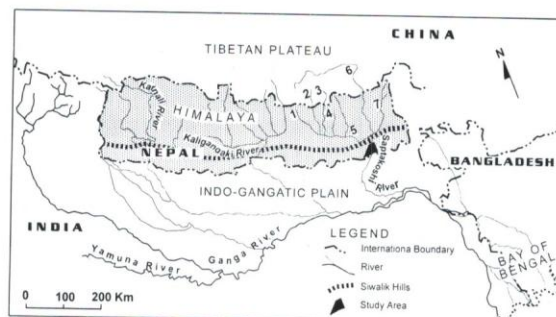 CHINA
TIBETAN PLATEAU
N
6
2 3
7
1
4
5
Karnali River
HIMALAYA
Kaligandaki River
NEPAL
Saptakoshi River
BANGLADESH
INDO-GANGATIC PLAIN
INDIA
Ganga River
Yamuna River
LEGEND
Internationa Boundary
River
Siwalik Hills
Study Area
BAY OF BENGAL
0 100 200 Km